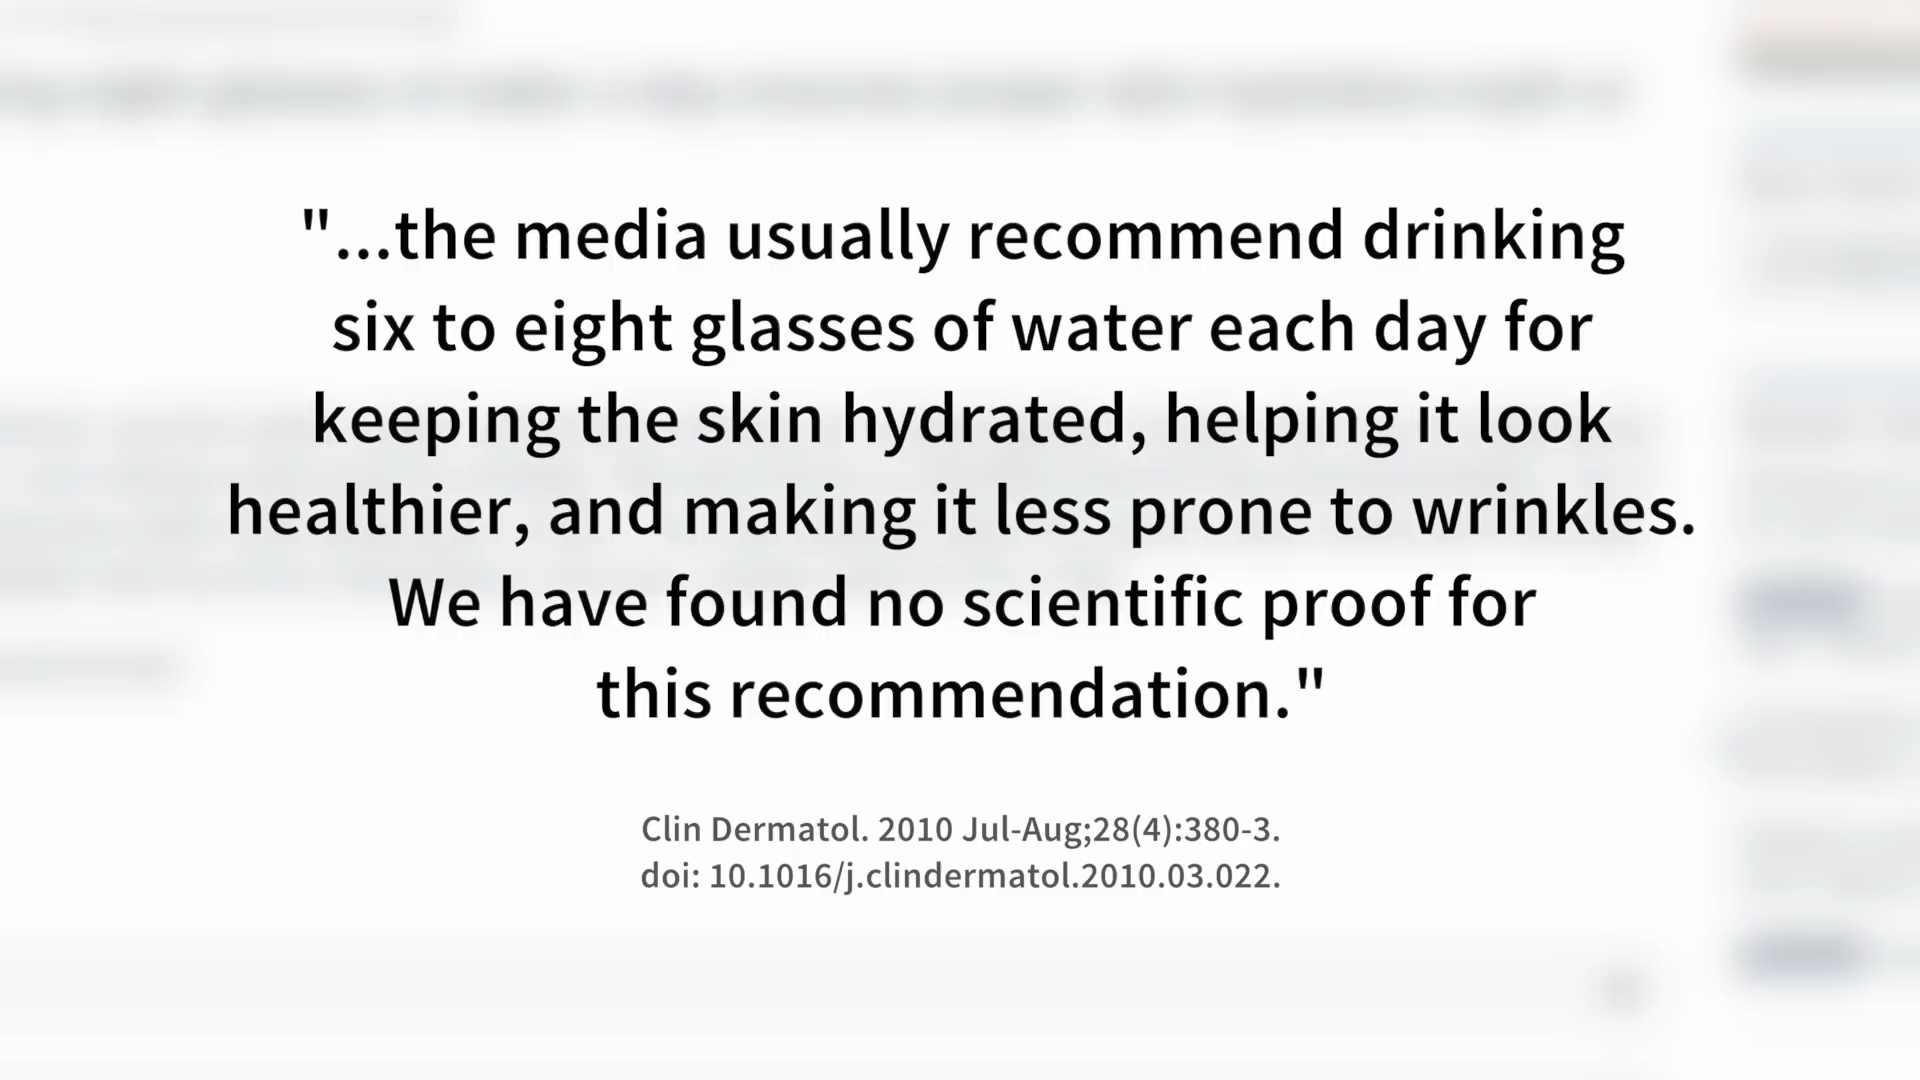 "...the media usually recommend drinking
six to eight glasses of water each day for
keeping the skin hydrated, helping it look
healthier, and making it less prone to wrinkles.
We have found no scientific proof for
this recommendation."
Clin Dermatol. 2010 Jul-Aug;28(4):380-3.
doi: 10.1016/j.clindermatol.2010.03.022.